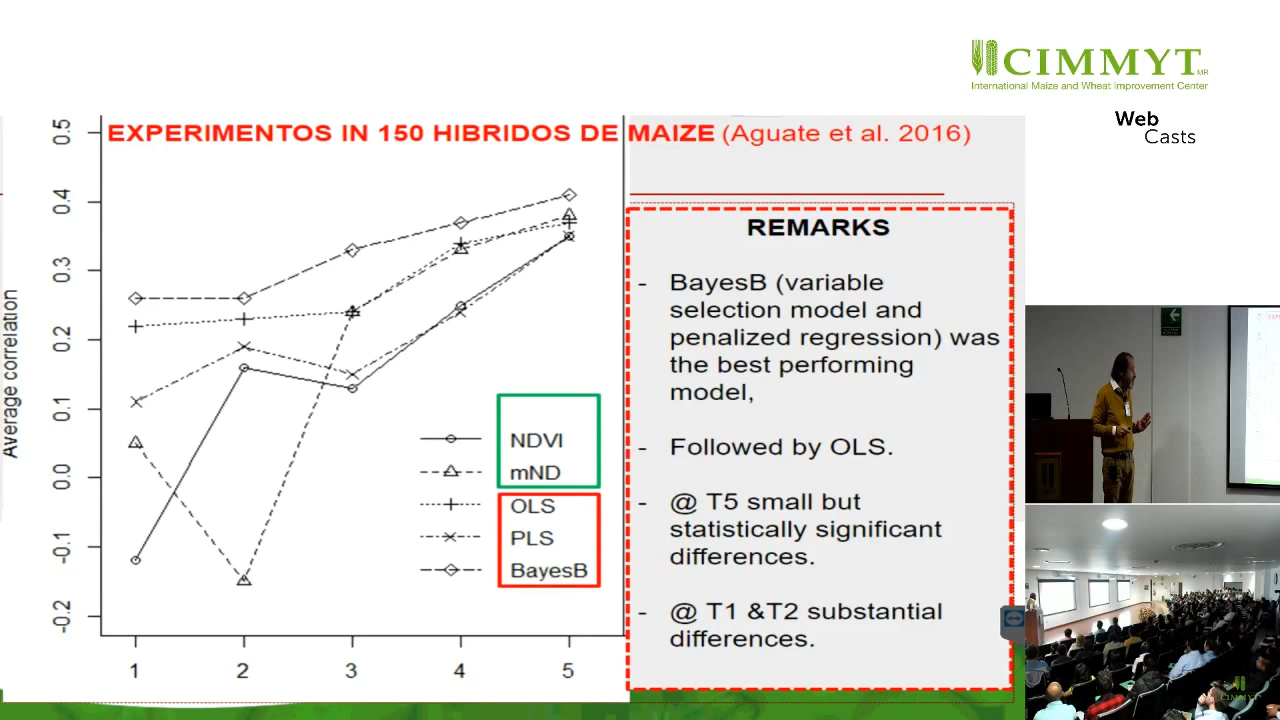 CIMMYT MR
International Maize and Wheat Improvement Center
Web
Casts
EXPERIMENTOS IN 150 HIBRIDOS DE MAIZE (Aguate et al. 2016)
Average correlation
0.5
0.4
0.3
0.2
0.1
0.0
-0.1
-0.2
1 2 3 4 5
NDVI
mND
OLS
PLS
BayesB
REMARKS
- BayesB (variable
selection model and
penalized regression) was
the best performing
model,
- Followed by OLS.
- @ T5 small but
statistically significant
differences.
- @ T1 &T2 substantial
differences.
CIMMYT